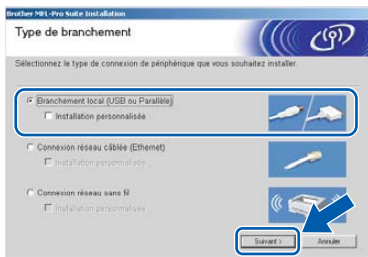 Brother MFL-Pro Suite Installation
Type de branchement
Sélectionnez le type de connexion de périphérique que vous souhaitez installer.
Branchement local (USB ou Parallèle)
Installation personnalisée
Connexion réseau câblée (Ethernet)
Installation personnalisée
Connexion réseau sans fil
Installation personnalisée
Suivant >
Annuler